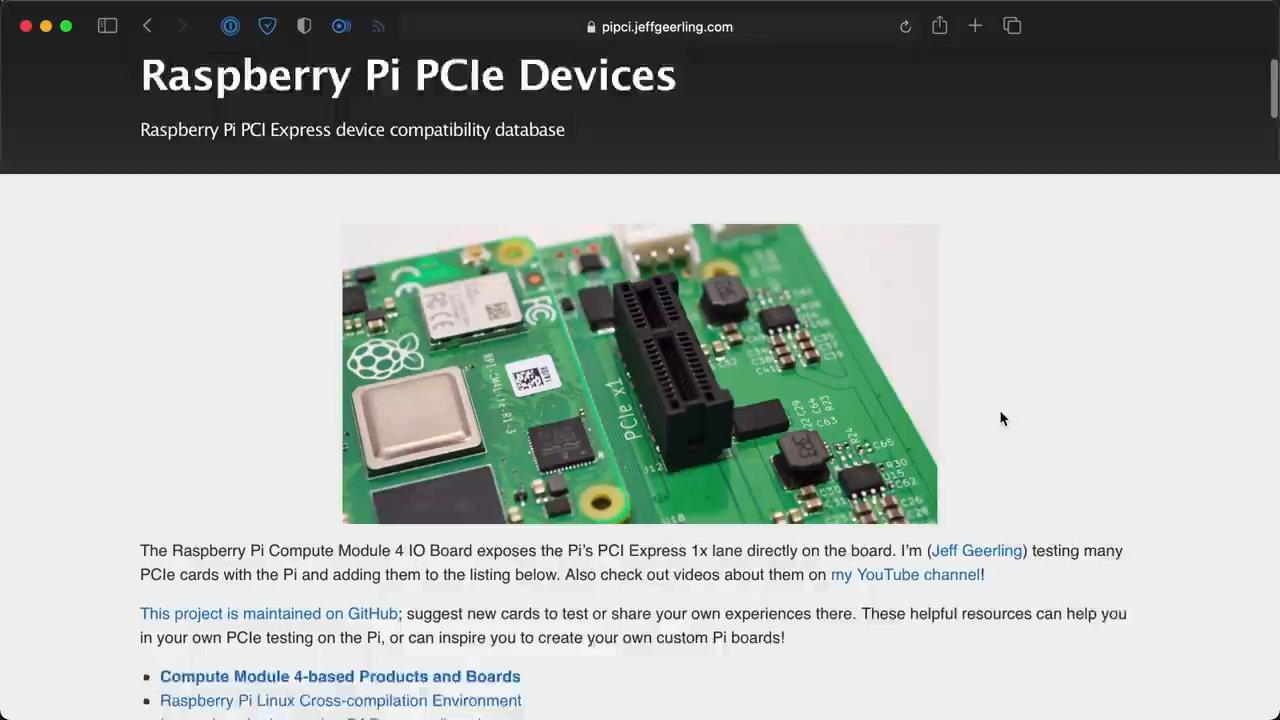 pipci.jeffgeerling.com
Raspberry Pi PCIe Devices
Raspberry Pi PCI Express device compatibility database
PCIe x1
The Raspberry Pi Compute Module 4 IO Board exposes the Pi's PCI Express 1x lane directly on the board. I'm (Jeff Geerling) testing many
PCIe cards with the Pi and adding them to the listing below. Also check out videos about them on my YouTube channel!
This project is maintained on GitHub; suggest new cards to test or share your own experiences there. These helpful resources can help you
in your own PCIe testing on the Pi, or can inspire you to create your own custom Pi boards!
Compute Module 4-based Products and Boards
Raspberry Pi Linux Cross-compilation Environment